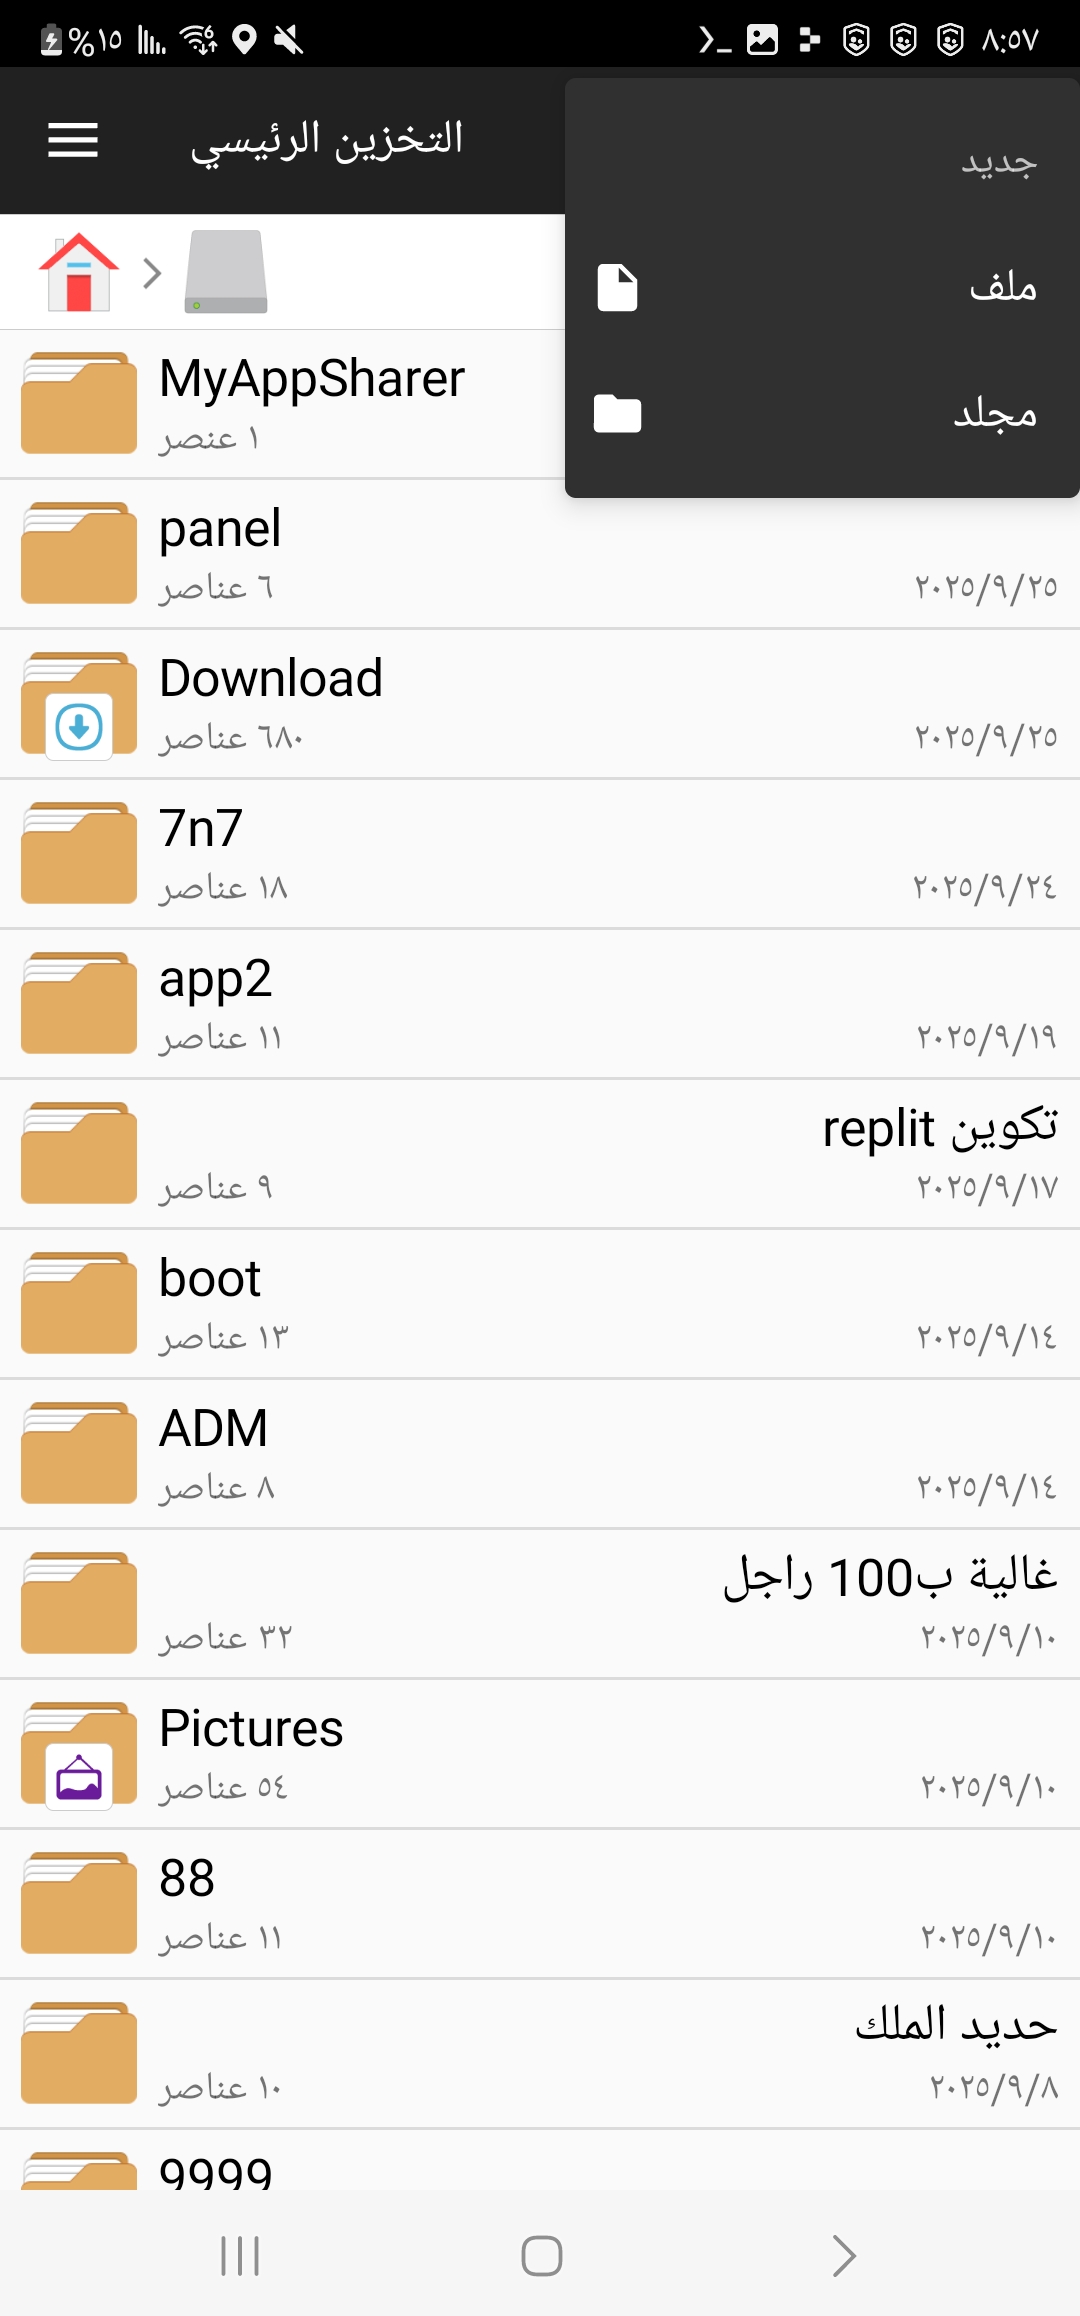 %١٥
٨:٥٧
التخزين الرئيسي
جديد
ملف
مجلد
MyAppSharer
١ عنصر
panel
٦ عناصر
٢٠٢٥/٩/٢٥
Download
٦٨٠ عناصر
٢٠٢٥/٩/٢٥
7n7
١٨ عناصر
٢٠٢٥/٩/٢٤
app2
١١ عناصر
٢٠٢٥/٩/١٩
تكوين replit
٩ عناصر
٢٠٢٥/٩/١٧
boot
١٣ عناصر
٢٠٢٥/٩/١٤
ADM
٨ عناصر
٢٠٢٥/٩/١٤
غالية ب100 راجل
٣٢ عناصر
٢٠٢٥/٩/١٠
Pictures
٥٤ عناصر
٢٠٢٥/٩/١٠
88
١١ عناصر
٢٠٢٥/٩/١٠
حديد الملك
١٠ عناصر
٢٠٢٥/٩/٨
9999